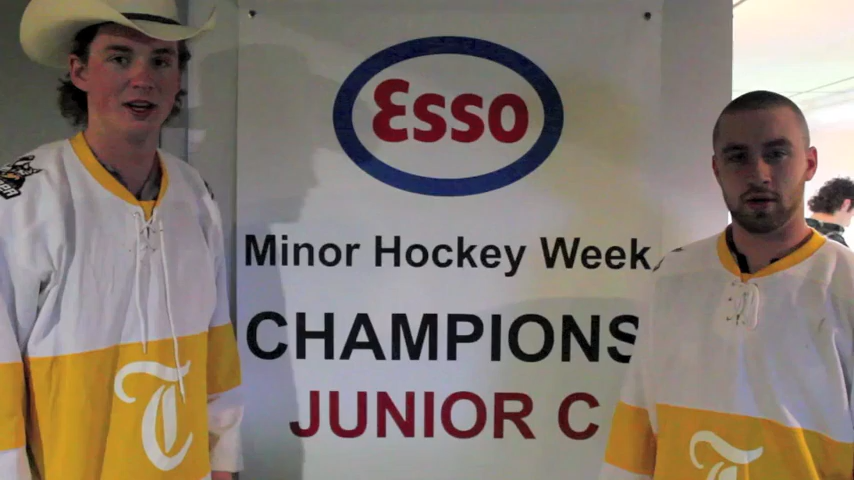 Esso
Minor Hockey Week
CHAMPIONS
JUNIOR C
T
T